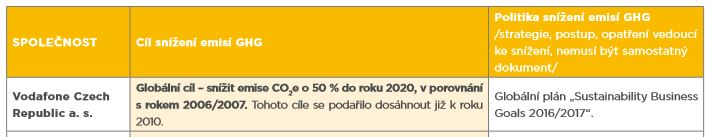 SPOLEČNOST
Cíl snížení emisí GHG
Politika snížení emisí GHG
/strategie, postup, opatření vedoucí
ke snížení, nemusí být samostatný
dokument/
Vodafone Czech
Republic a. s.
Globální cíl – snížit emise CO₂e o 50 % do roku 2020, v porovnání
s rokem 2006/2007. Tohoto cíle se podařilo dosáhnout již k roku
2010.
Globální plán „Sustainability Business
Goals 2016/2017“.